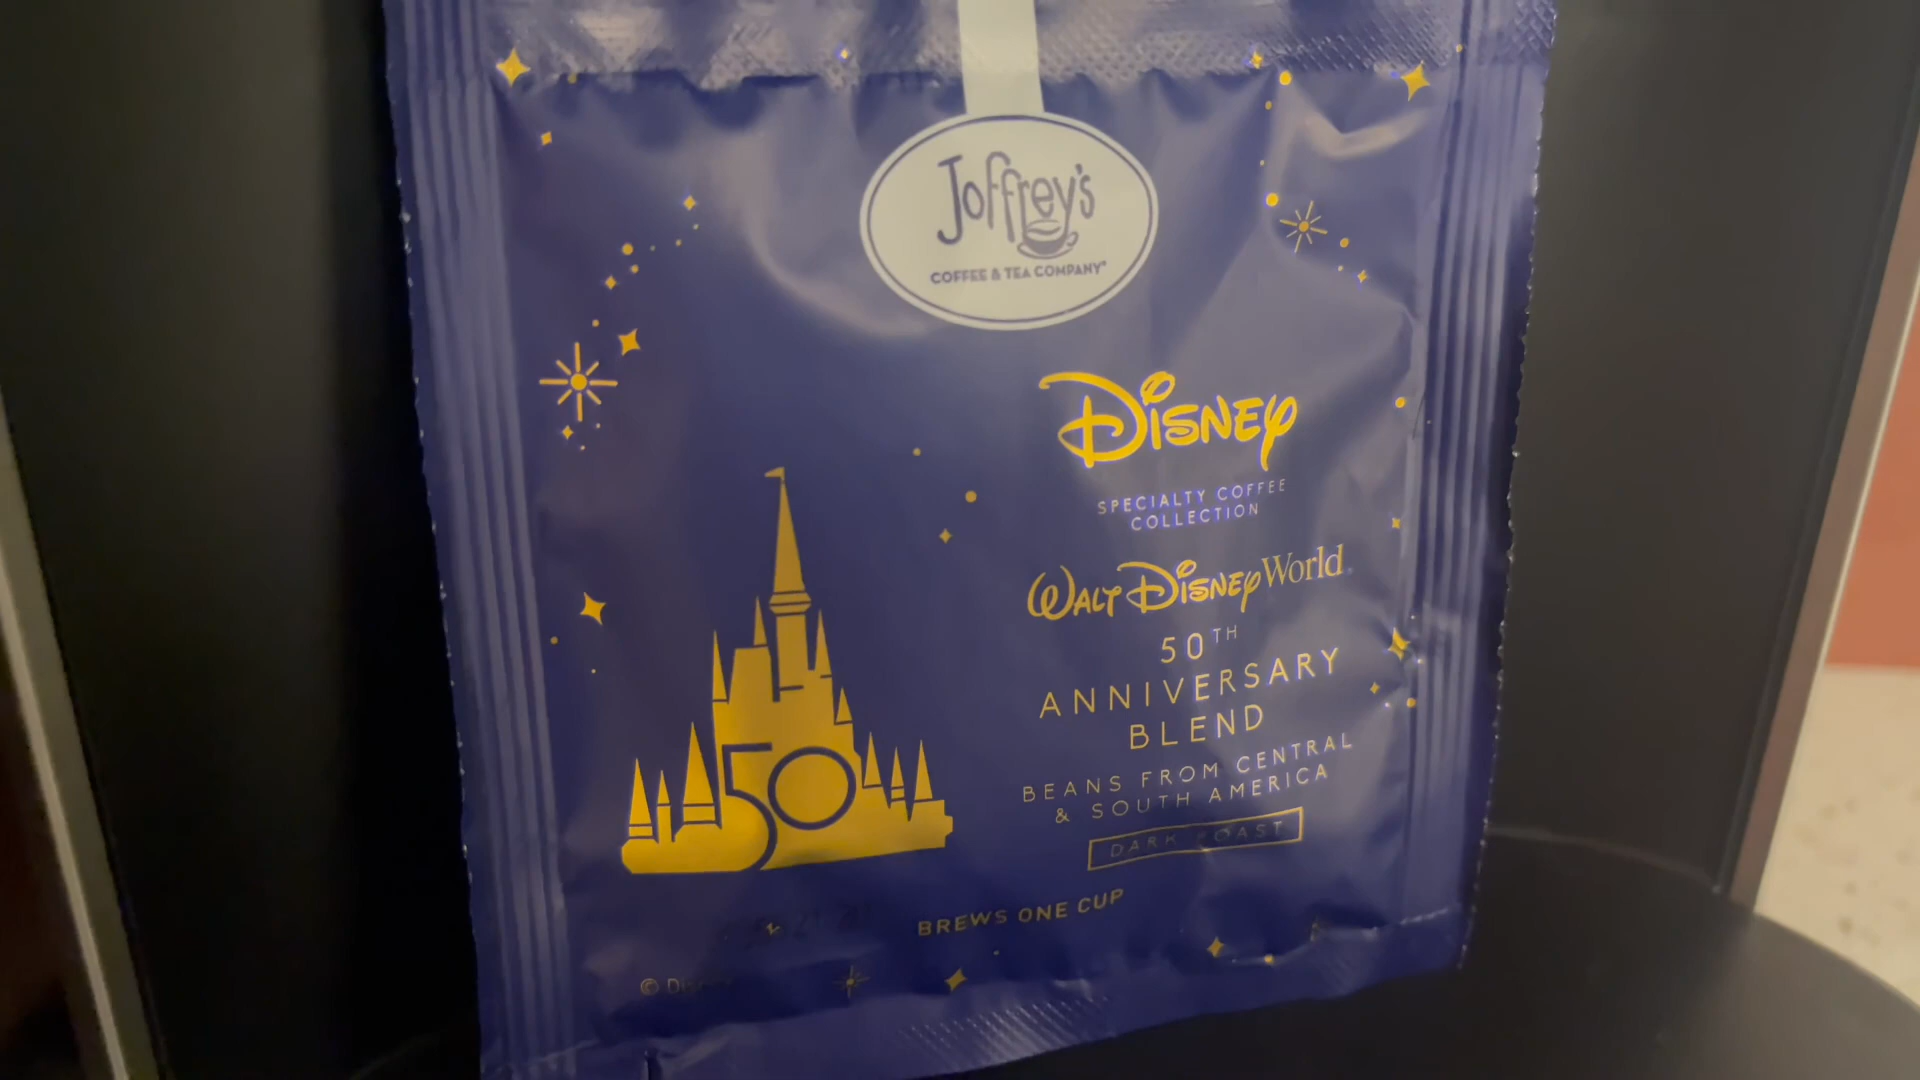 Joffrey's
COFFEE & TEA COMPANY®
Disney
SPECIALTY COFFEE
COLLECTION
Walt Disney World®
50TH
ANNIVERSARY
BLEND
BEANS FROM CENTRAL
& SOUTH AMERICA
DARK ROAST
50
BREWS ONE CUP
© Disney